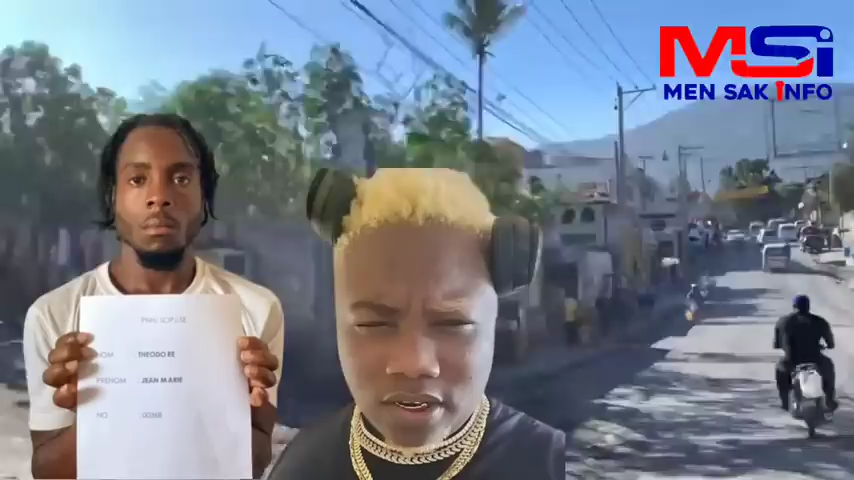 MSi
MEN SAK INFO
NOM THEODORE
PRENOM JEAN MARIE
NO